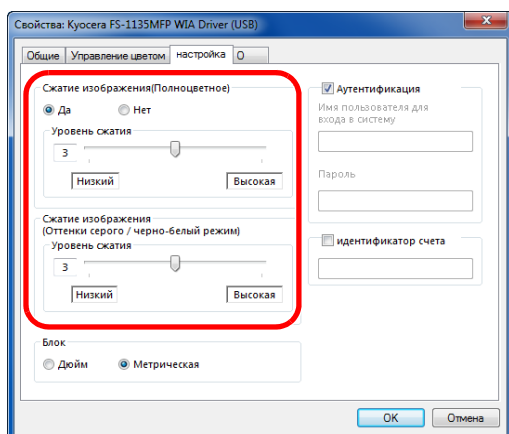 Свойства: Kyocera FS-1135MFP WIA Driver (USB)
Общие Управление цветом настройка О
Сжатие изображения(Полноцветное)
Да Нет
Уровень сжатия
3
Низкий Высокая
Сжатие изображения
(Оттенки серого / черно-белый режим)
Уровень сжатия
3
Низкий Высокая
Блок
Дюйм Метрическая
Аутентификация
Имя пользователя для
входа в систему
Пароль
идентификатор счета
OK Отмена